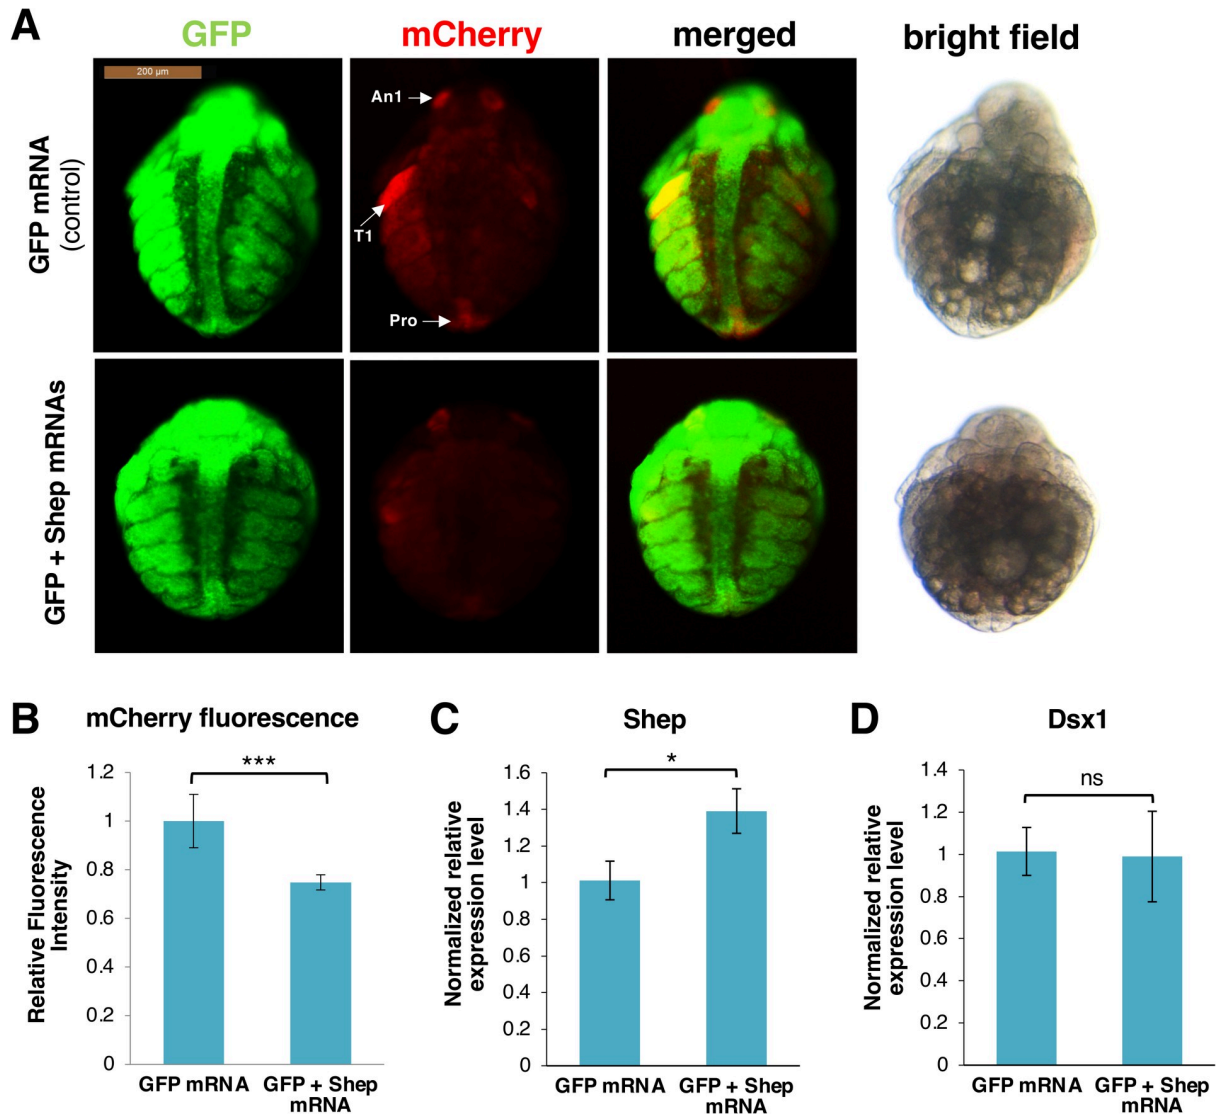 A
GFP
mCherry
merged
bright field
GFP mRNA
(control)
200 µm
An1
T1
Pro
GFP + Shep mRNAs
B
mCherry fluorescence
Relative Fluorescence
Intensity
***
1.2
1
0.8
0.6
0.4
0.2
0
GFP mRNA
GFP + Shep
mRNA
C
Shep
Normalized relative
expression level
*
1.6
1.4
1.2
1
0.8
0.6
0.4
0.2
0
GFP mRNA
GFP + Shep
mRNA
D
Dsx1
Normalized relative
expression level
ns
1.4
1.2
1
0.8
0.6
0.4
0.2
0
GFP mRNA
GFP + Shep
mRNA